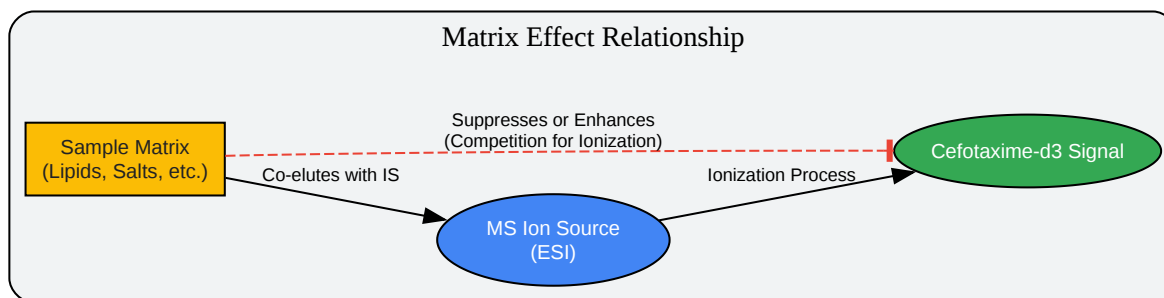 Matrix Effect Relationship
Suppresses or Enhances
(Competition for Ionization)
Sample Matrix
(Lipids, Salts, etc.)
Cefotaxime-d3 Signal
Co-elutes with IS
Ionization Process
MS Ion Source
(ESI)